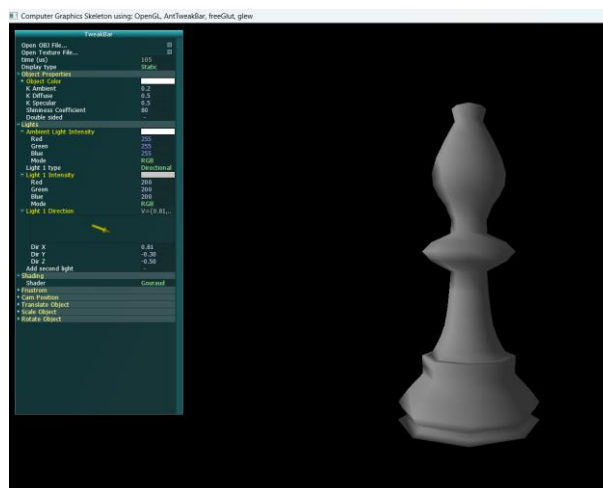 Computer Graphics Skeleton using: OpenGL, AntTweakBar, freeGlut, glew
TweakBar
Open OBJ File...
Open Texture File...
time (us) 105
Display type Static
Object Properties
Object Color
K Ambient 0.2
K Diffuse 0.5
K Specular 0.5
Shininess Coefficient 80
Double sided -
Lights
Ambient Light Intensity
Red 255
Green 255
Blue 255
Mode RGB
Light 1 type Directional
Light 1 Intensity
Red 200
Green 200
Blue 200
Mode RGB
Light 1 Direction V={0.81,..
Dir X 0.81
Dir Y -0.30
Dir Z -0.50
Add second light -
Shading
Shader Gouraud
Frustrom
Cam Position
Translate Object
Scale Object
Rotate Object